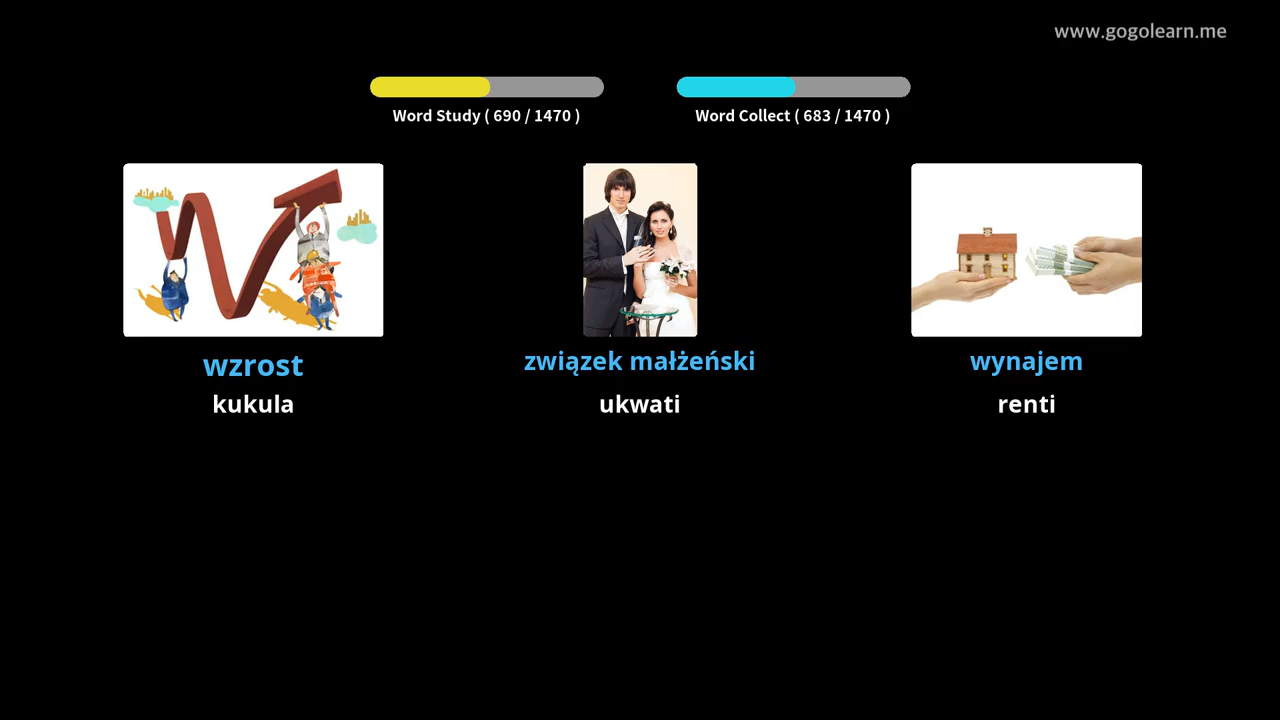 www.gogolearn.me
Word Study ( 690 / 1470 )
Word Collect ( 683 / 1470 )
wzrost
związek małżeński
wynajem
kukula
ukwati
renti